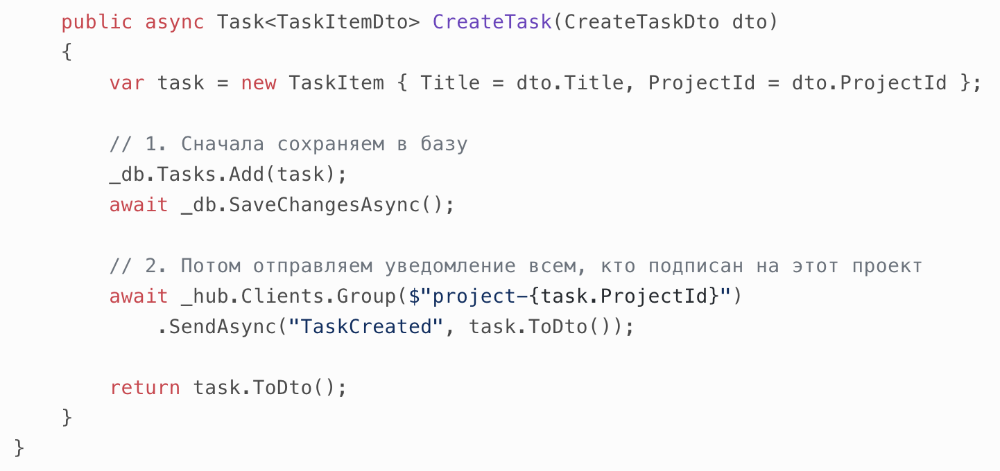 public async Task<TaskItemDto> CreateTask(CreateTaskDto dto)
{
var task = new TaskItem { Title = dto.Title, ProjectId = dto.ProjectId };
// 1. Сначала сохраняем в базу
_db.Tasks.Add(task);
await _db.SaveChangesAsync();
// 2. Потом отправляем уведомление всем, кто подписан на этот проект
await _hub.Clients.Group($"project-{task.ProjectId}")
.SendAsync("TaskCreated", task.ToDto());
return task.ToDto();
}
}